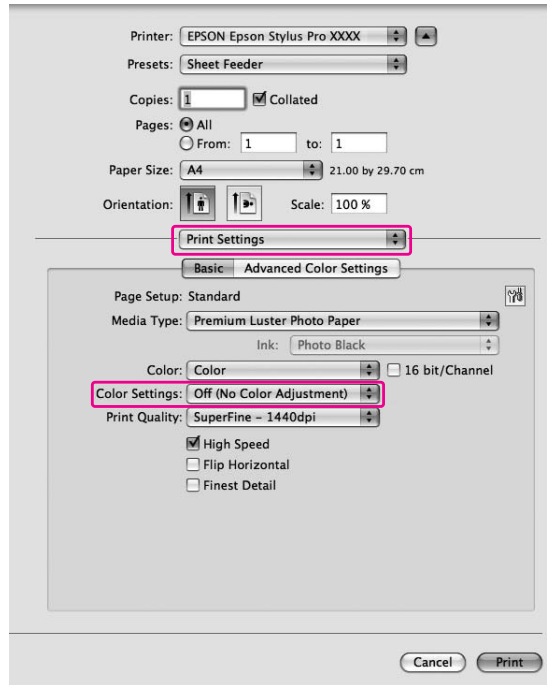 Printer: EPSON Epson Stylus Pro XXXX
Presets: Sheet Feeder
Copies: 1 Collated
Pages: All
From: 1 to: 1
Paper Size: A4 21.00 by 29.70 cm
Orientation: Scale: 100 %
Print Settings
Basic Advanced Color Settings
Page Setup: Standard
Media Type: Premium Luster Photo Paper
Ink: Photo Black
Color: Color 16 bit/Channel
Color Settings: Off (No Color Adjustment)
Print Quality: SuperFine – 1440dpi
High Speed
Flip Horizontal
Finest Detail
Cancel Print